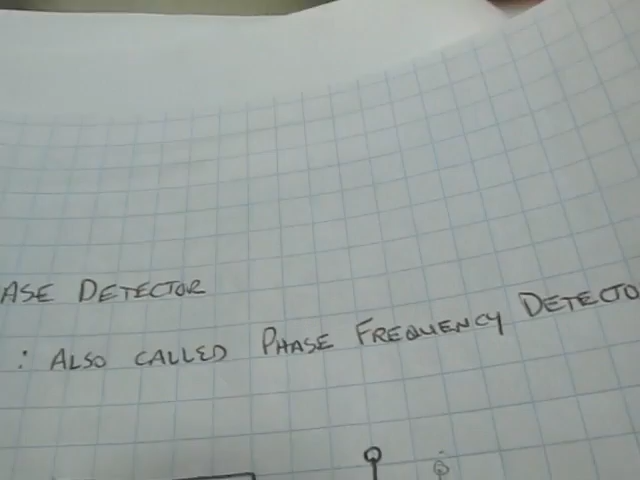 ASE DETECTOR
: ALSO CALLED PHASE FREQUENCY DETECTO